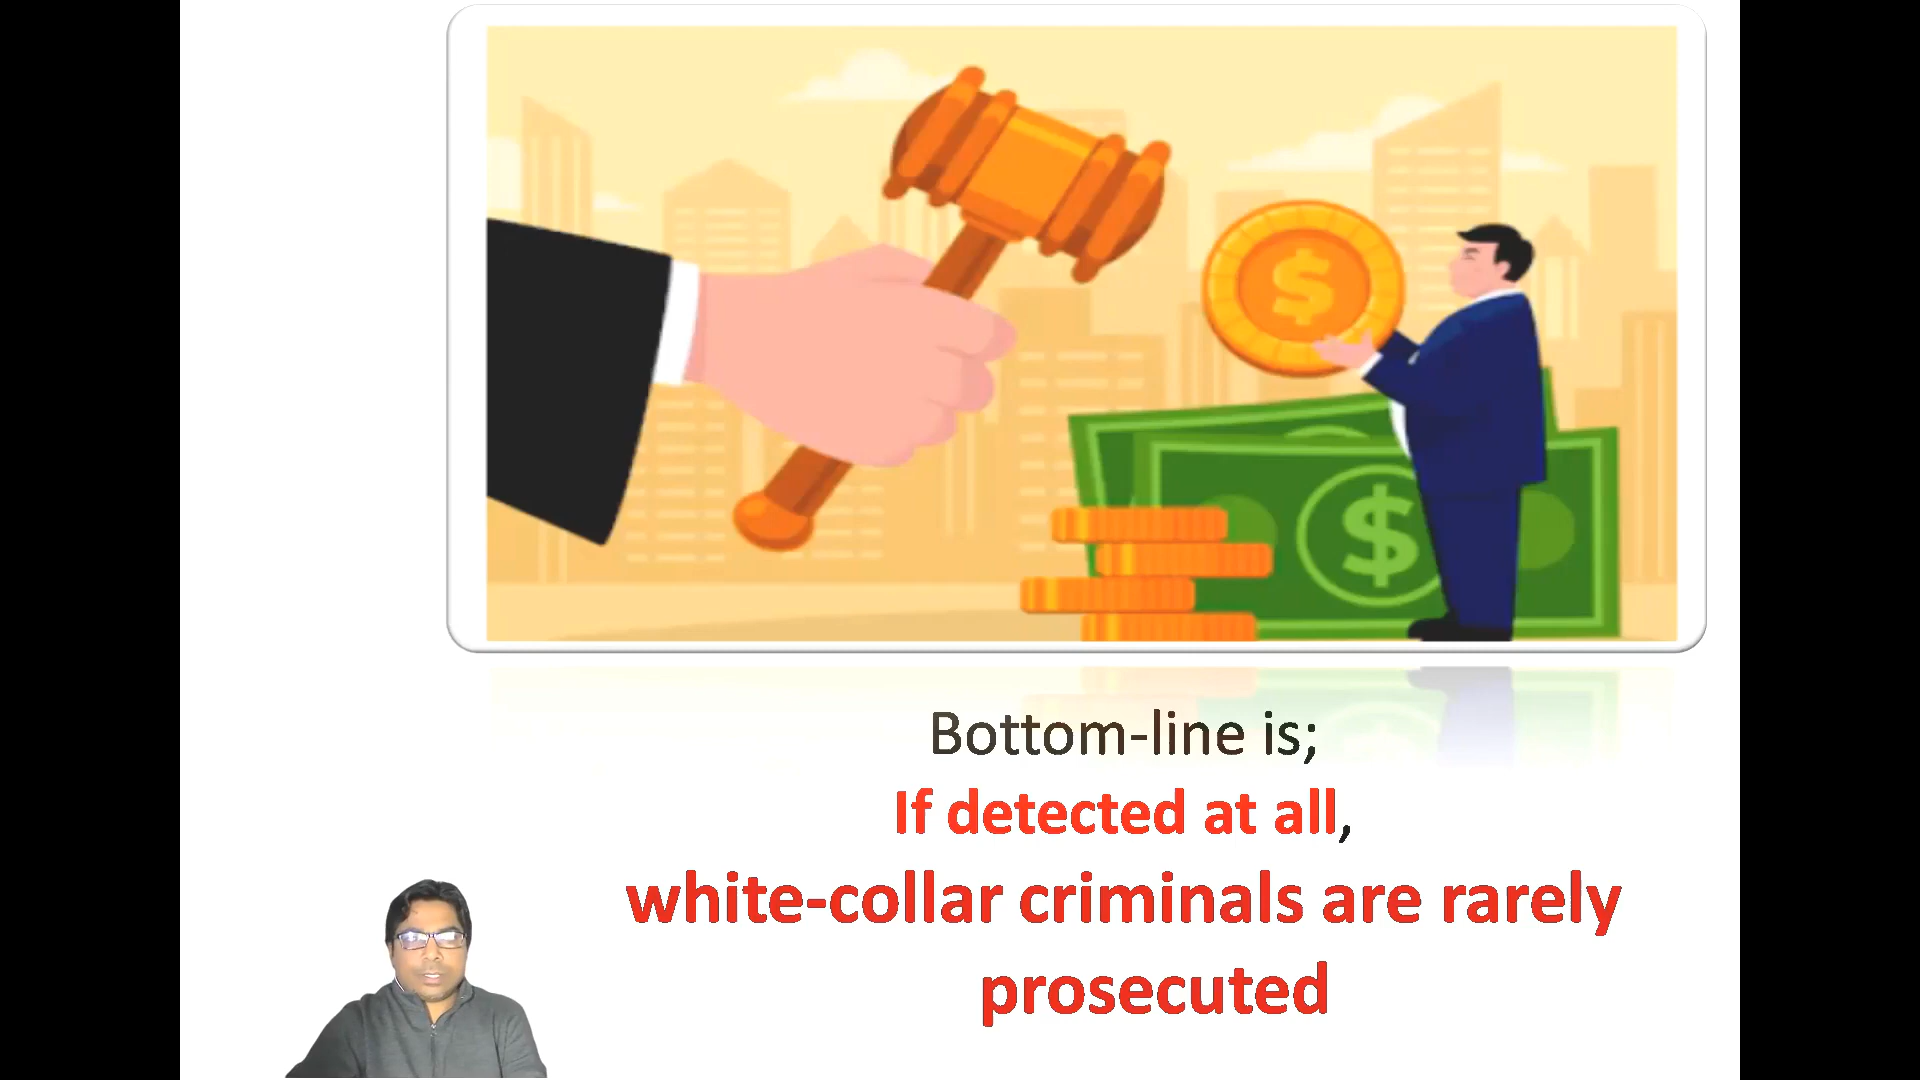 $
$
Bottom-line is;
If detected at all,
white-collar criminals are rarely
prosecuted